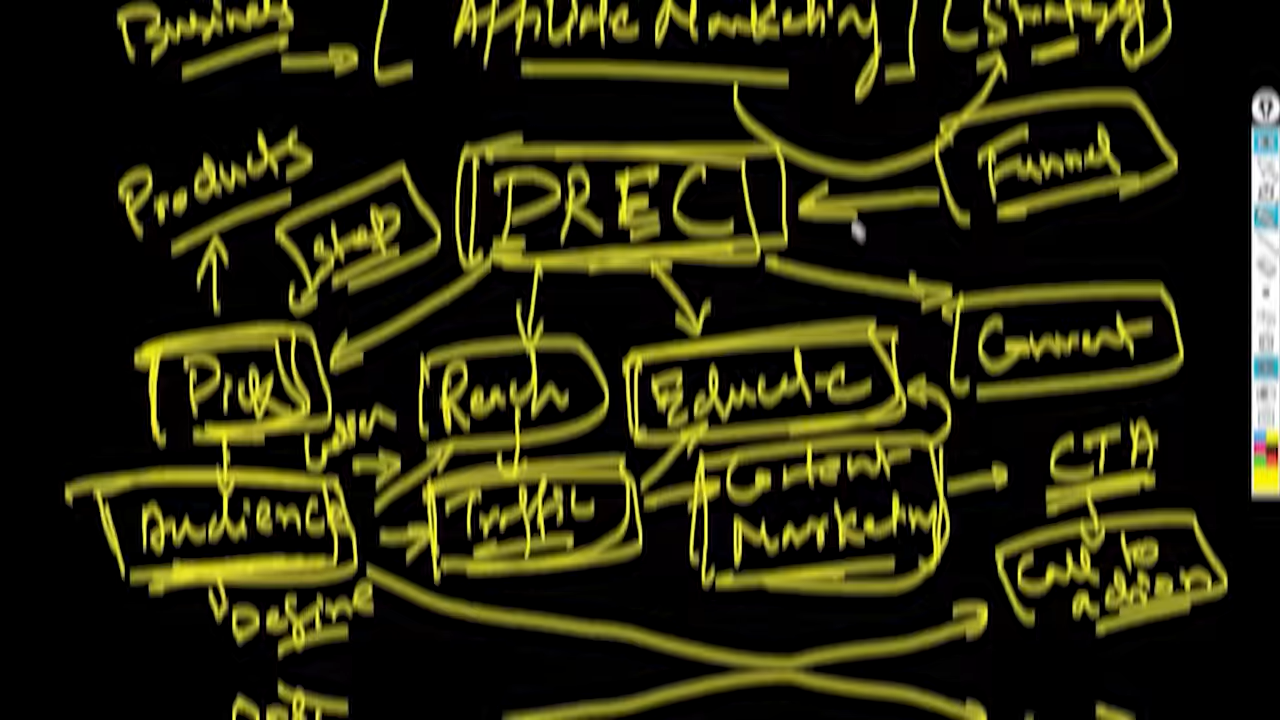 Business
Affiliate Marketing
Strategy
Products
Step
PREC
Funnel
Pick
Reach
Educate
Convert
Learn
Audience
Traffic
Content
Marketing
CTA
Call to
action
Define